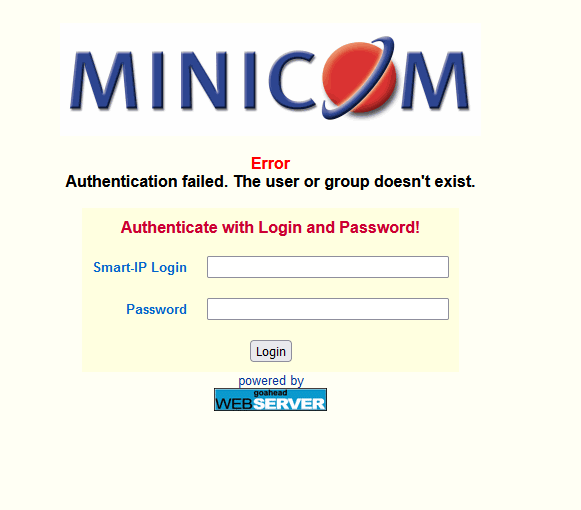 MINICOM
Error
Authentication failed. The user or group doesn't exist.
Authenticate with Login and Password!
Smart-IP Login
Password
Login
powered by
goahead
WEBSERVER